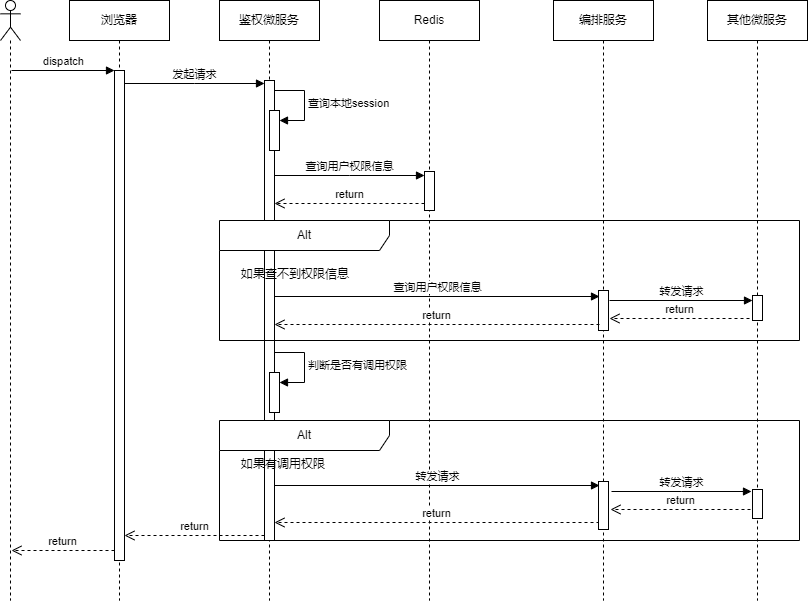 浏览器
鉴权微服务
Redis
编排服务
其他微服务
dispatch
发起请求
查询本地session
查询用户权限信息
return
Alt
如果查不到权限信息
查询用户权限信息
转发请求
return
return
判断是否有调用权限
Alt
如果有调用权限
转发请求
转发请求
return
return
return
return